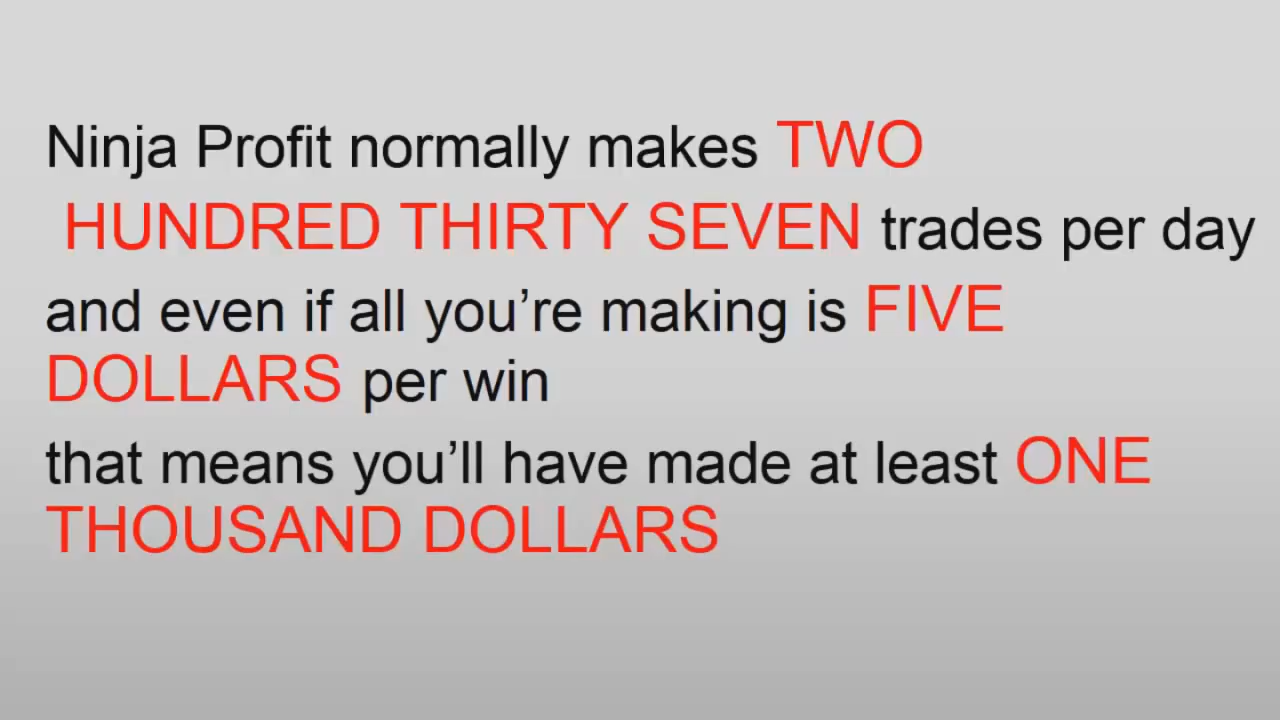 Ninja Profit normally makes TWO
HUNDRED THIRTY SEVEN trades per day
and even if all you’re making is FIVE
DOLLARS per win
that means you’ll have made at least ONE
THOUSAND DOLLARS